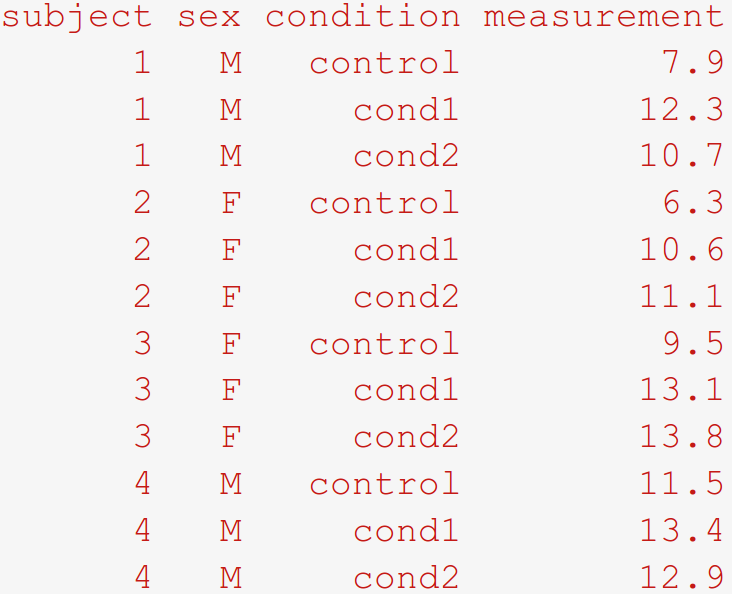 subject sex condition measurement
1 M control 7.9
1 M cond1 12.3
1 M cond2 10.7
2 F control 6.3
2 F cond1 10.6
2 F cond2 11.1
3 F control 9.5
3 F cond1 13.1
3 F cond2 13.8
4 M control 11.5
4 M cond1 13.4
4 M cond2 12.9